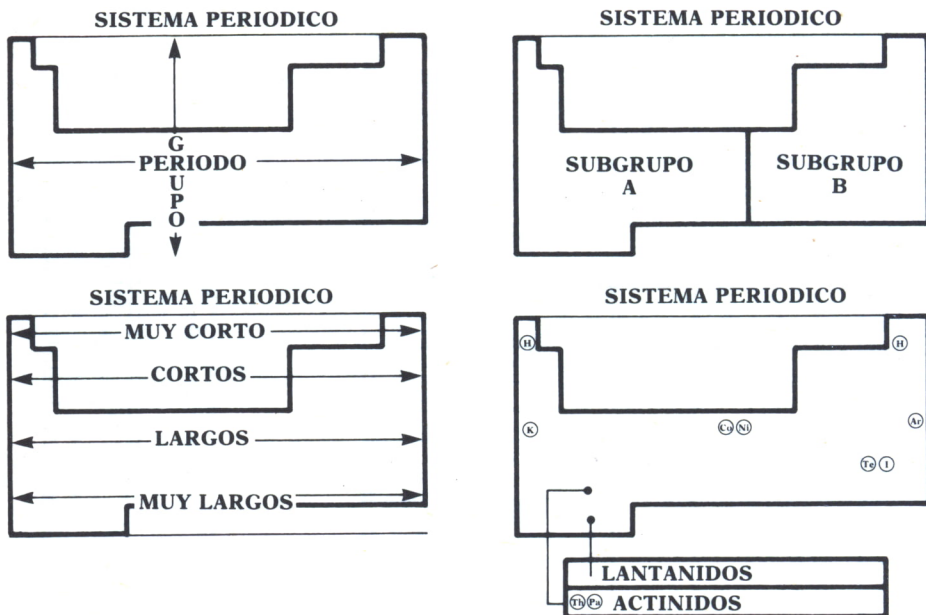 SISTEMA PERIODICO
GRUPO
PERIODO
SISTEMA PERIODICO
SUBGRUPO
A
SUBGRUPO
B
SISTEMA PERIODICO
MUY CORTO
CORTOS
LARGOS
MUY LARGOS
SISTEMA PERIODICO
H
H
K
Co Ni
Ar
Te I
LANTANIDOS
Th Pa ACTINIDOS